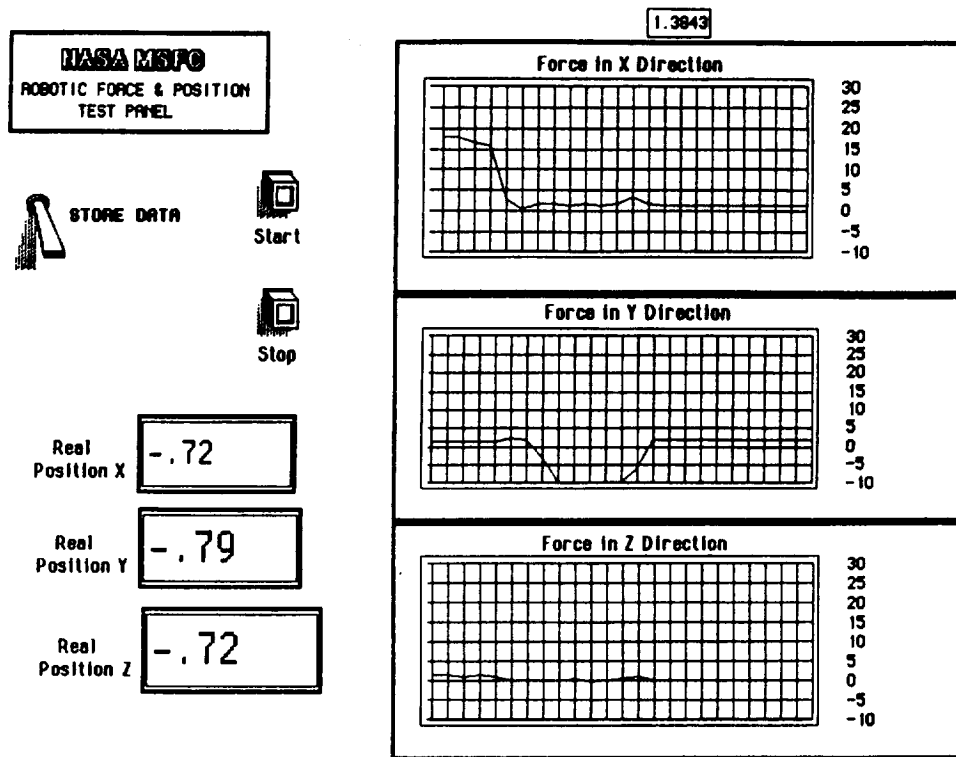 NASA MSFC
ROBOTIC FORCE & POSITION
TEST PANEL
STORE DATA
Start
Stop
Real
Position X
-.72
Real
Position Y
-.79
Real
Position Z
-.72
1.3843
Force in X Direction
30
25
20
15
10
5
0
-5
-10
Force in Y Direction
30
25
20
15
10
5
0
-5
-10
Force in Z Direction
30
25
20
15
10
5
0
-5
-10